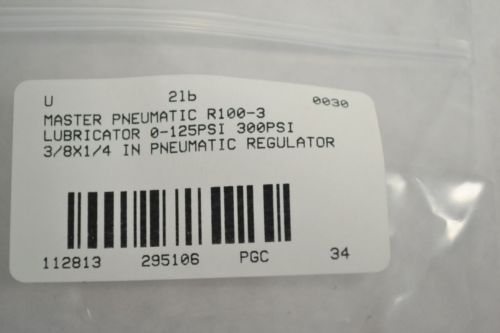 U 21b 0030
MASTER PNEUMATIC R100-3
LUBRICATOR 0-125PSI 300PSI
3/8X1/4 IN PNEUMATIC REGULATOR
112813 295106 PGC 34